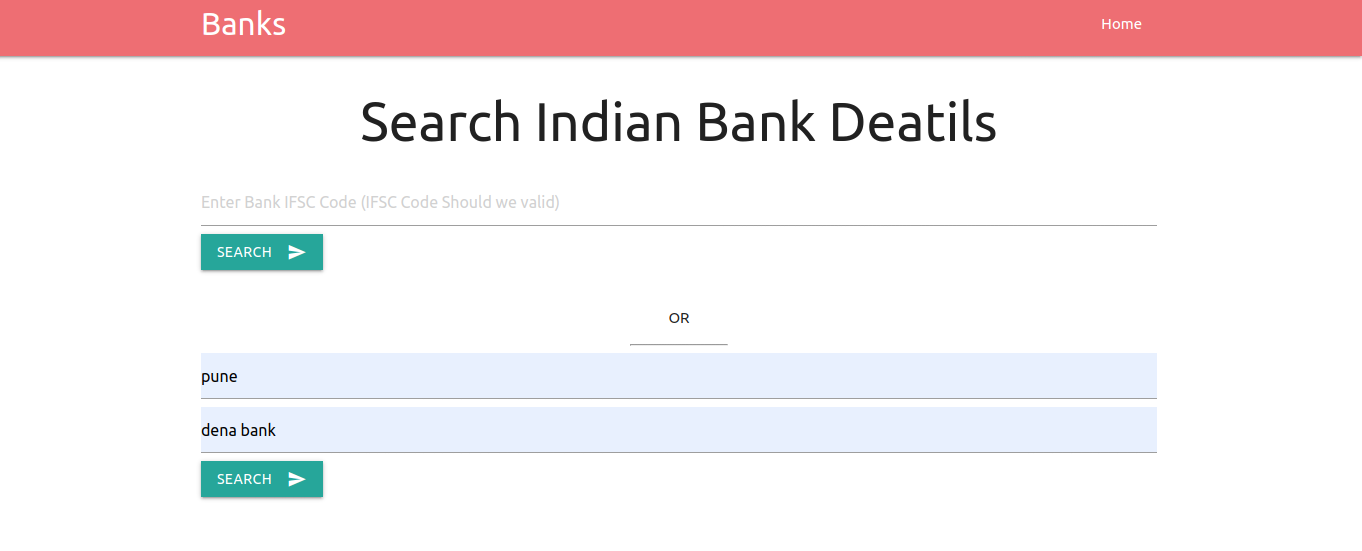 Banks
Home
Search Indian Bank Deatils
Enter Bank IFSC Code (IFSC Code Should we valid)
SEARCH
OR
pune
dena bank
SEARCH